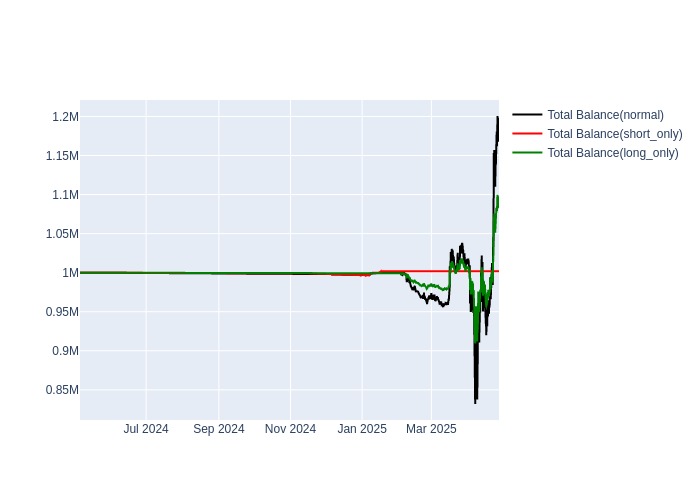 1.2M
1.15M
1.1M
1.05M
1M
0.95M
0.9M
0.85M
Jul 2024
Sep 2024
Nov 2024
Jan 2025
Mar 2025
Total Balance(normal)
Total Balance(short_only)
Total Balance(long_only)